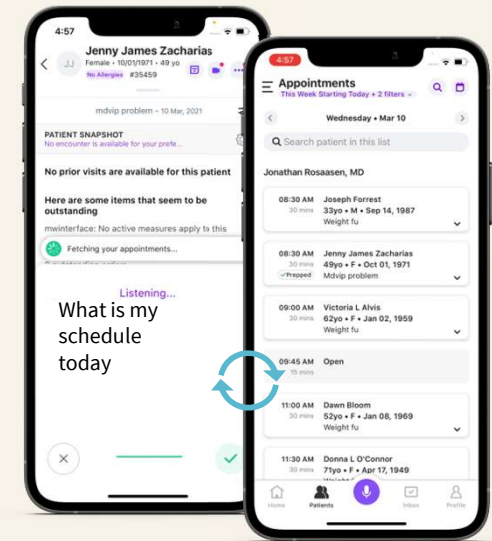 4:57
JJ
Jenny James Zacharias
Female • 10/01/1971 • 49 yo
No Allergies #35459
mdvip problem - 10 Mar, 2021
PATIENT SNAPSHOT
No encounter is available for your prefe...
No prior visits are available for this patient
Here are some items that seem to be
outstanding
mwinterface: No active measures apply to this
Fetching your appointments...
Listening...
What is my
schedule
today
4:57
Appointments
This Week Starting Today + 2 filters
Wednesday • Mar 10
Search patient in this list
Jonathan Rosaasen, MD
08:30 AM Joseph Forrest
30 mins 33yo • M • Sep 14, 1987
Weight fu
08:30 AM Jenny James Zacharias
30 mins 49yo • F • Oct 01, 1971
✓Prepped Mdvip problem
09:00 AM Victoria L Alvis
30 mins 62yo • F • Jan 02, 1959
Weight fu
09:45 AM Open
15 mins
11:00 AM Dawn Bloom
30 mins 52yo • F • Jan 08, 1969
Weight fu
11:30 AM Donna L O'Connor
30 mins 71yo • F • Apr 17, 1949
Home Patients Inbox Profile